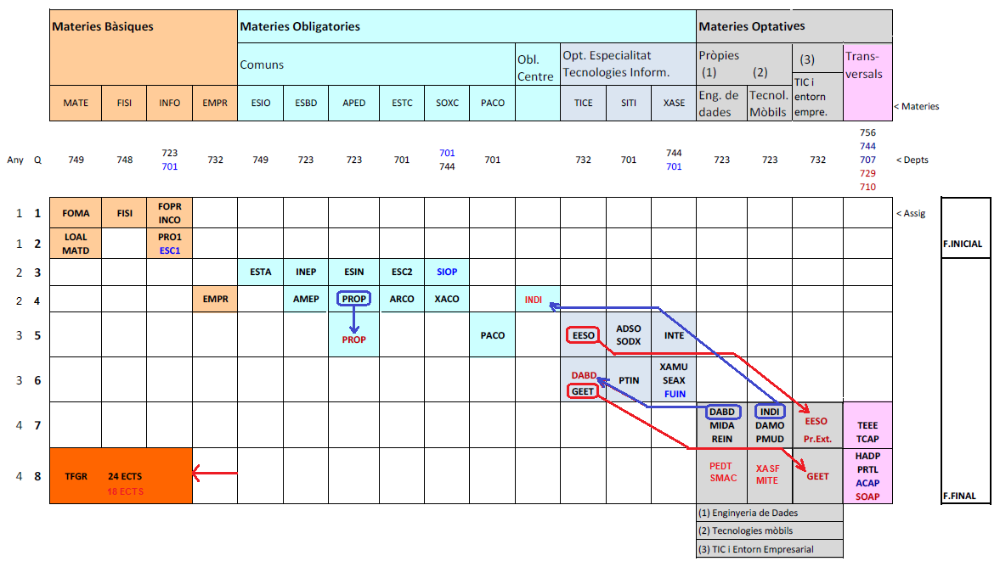 Materies Bàsiques
Materies Obligatories
Materies Optatives
Comuns
Obl.
Centre
Opt. Especialitat
Tecnologies Inform.
Pròpies
(1)
(2)
(3)
Trans-
versals
MATE
FISI
INFO
EMPR
ESIO
ESBD
APED
ESTC
SOXC
PACO
TICE
SITI
XASE
Eng. de
dades
Tecnol.
Mòbils
TIC i
entorn
empre.
< Materies
Any
Q
749
748
723
701
732
749
723
723
701
701
744
701
732
701
744
701
723
723
732
756
744
707
729
710
< Depts
1
1
FOMA
FISI
FOPR
INCO
< Assig
1
2
LOAL
MATD
PRO1
ESC1
F.INICIAL
2
3
ESTA
INEP
ESIN
ESC2
SIOP
2
4
EMPR
AMEP
PROP
ARCO
XACO
INDI
3
5
PROP
PACO
EESO
ADSO
SODX
INTE
3
6
DABD
GEET
PTIN
XAMU
SEAX
FUIN
4
7
DABD
MIDA
REIN
INDI
DAMO
PMUD
EESO
Pr.Ext.
TEEE
TCAP
4
8
TFGR
24 ECTS
18 ECTS
PEDT
SMAC
XASF
MITE
GEET
HADP
PRTL
ACAP
SOAP
F.FINAL
(1) Enginyeria de Dades
(2) Tecnologies mòbils
(3) TIC i Entorn Empresarial